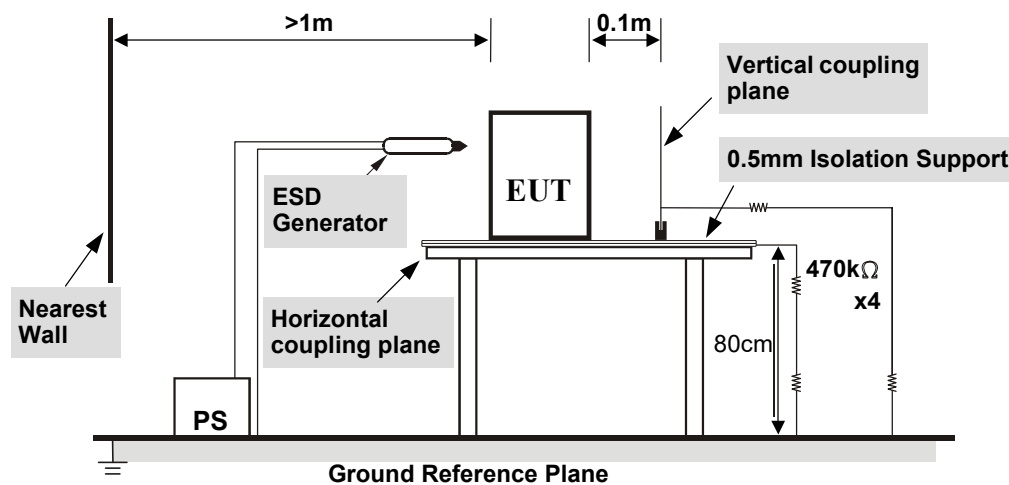 >1m
0.1m
Vertical coupling
plane
0.5mm Isolation Support
ESD
Generator
EUT
Nearest
Wall
Horizontal
coupling plane
470kΩ
x4
80cm
PS
Ground Reference Plane